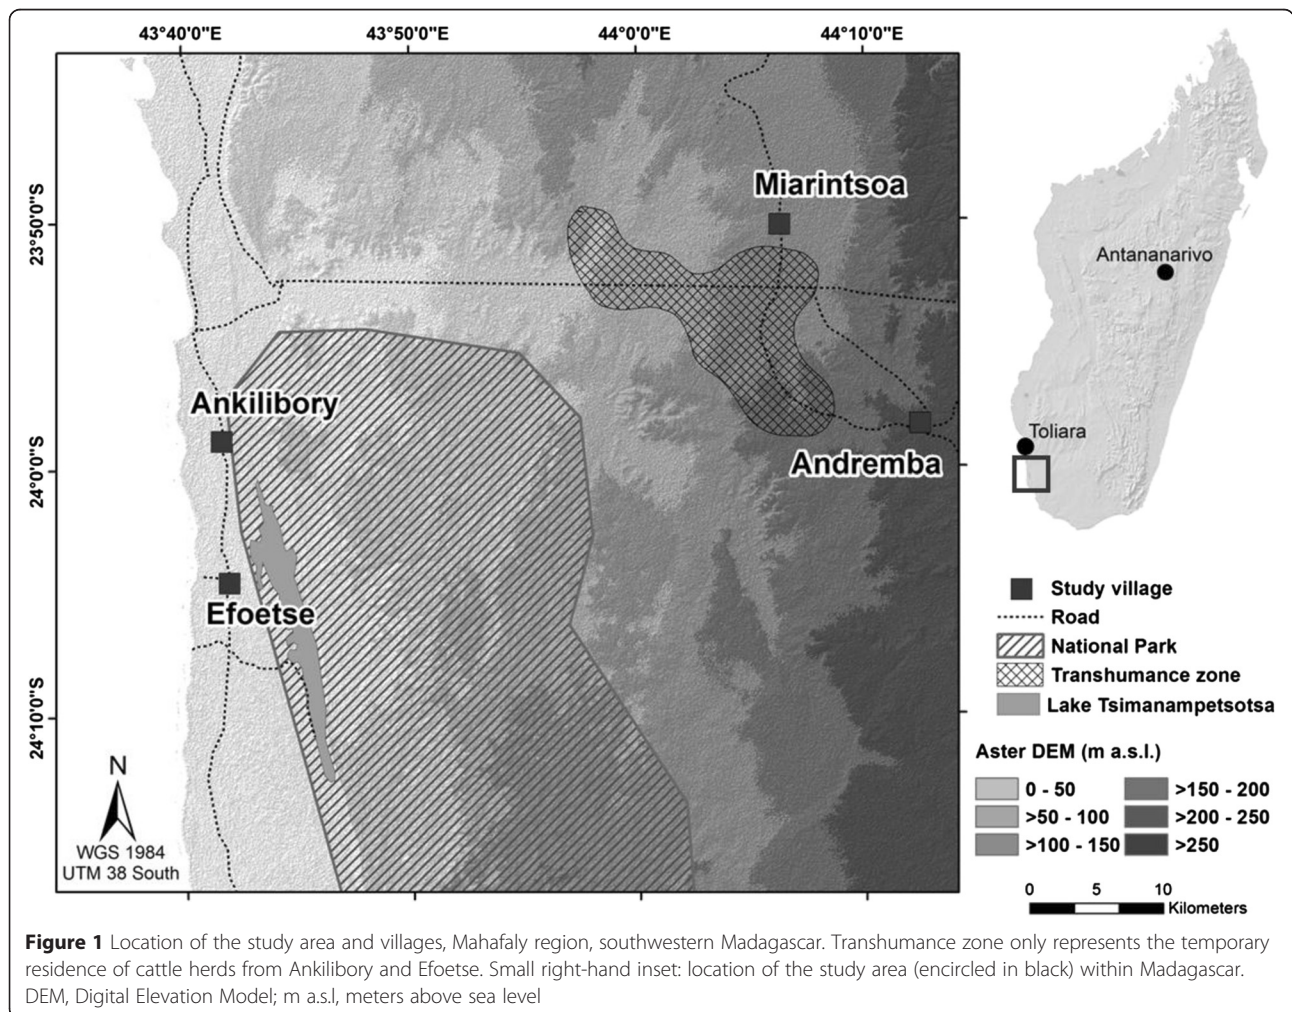 43°40'0"E 43°50'0"E 44°0'0"E 44°10'0"E
23°50'0"S
24°0'0"S
24°10'0"S
Miarintsoa
Ankilibory
Andremba
Efoetse
N
WGS 1984
UTM 38 South
Antananarivo
Toliara
Study village
Road
National Park
Transhumance zone
Lake Tsimanampetsotsa
Aster DEM (m a.s.l.)
0 - 50 >150 - 200
>50 - 100 >200 - 250
>100 - 150 >250
0 5 10
Kilometers
Figure 1 Location of the study area and villages, Mahafaly region, southwestern Madagascar. Transhumance zone only represents the temporary
residence of cattle herds from Ankilibory and Efoetse. Small right-hand inset: location of the study area (encircled in black) within Madagascar.
DEM, Digital Elevation Model; m a.s.l, meters above sea level